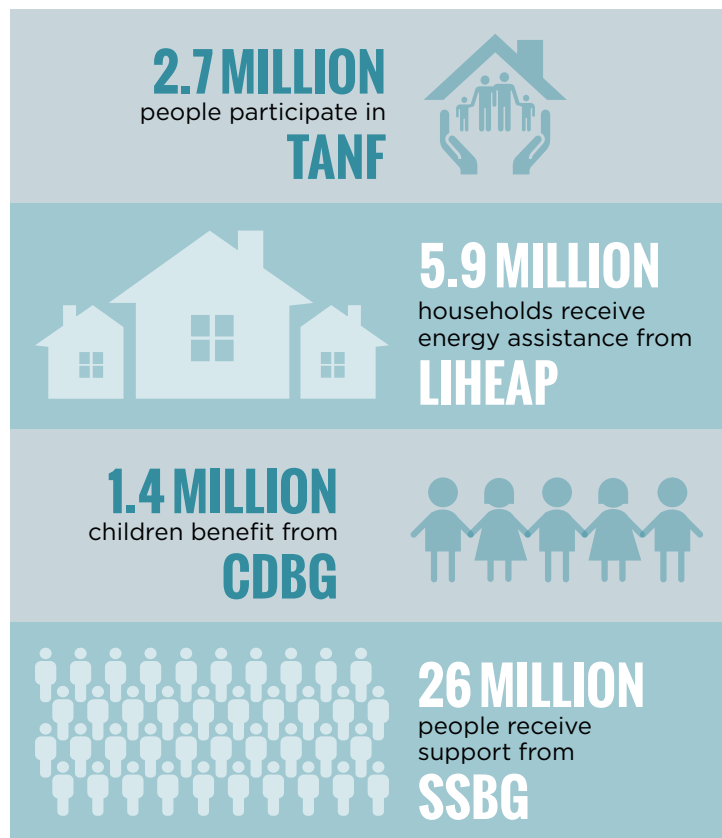 2.7 MILLION
people participate in
TANF
5.9 MILLION
households receive
energy assistance from
LIHEAP
1.4 MILLION
children benefit from
CDBG
26 MILLION
people receive
support from
SSBG